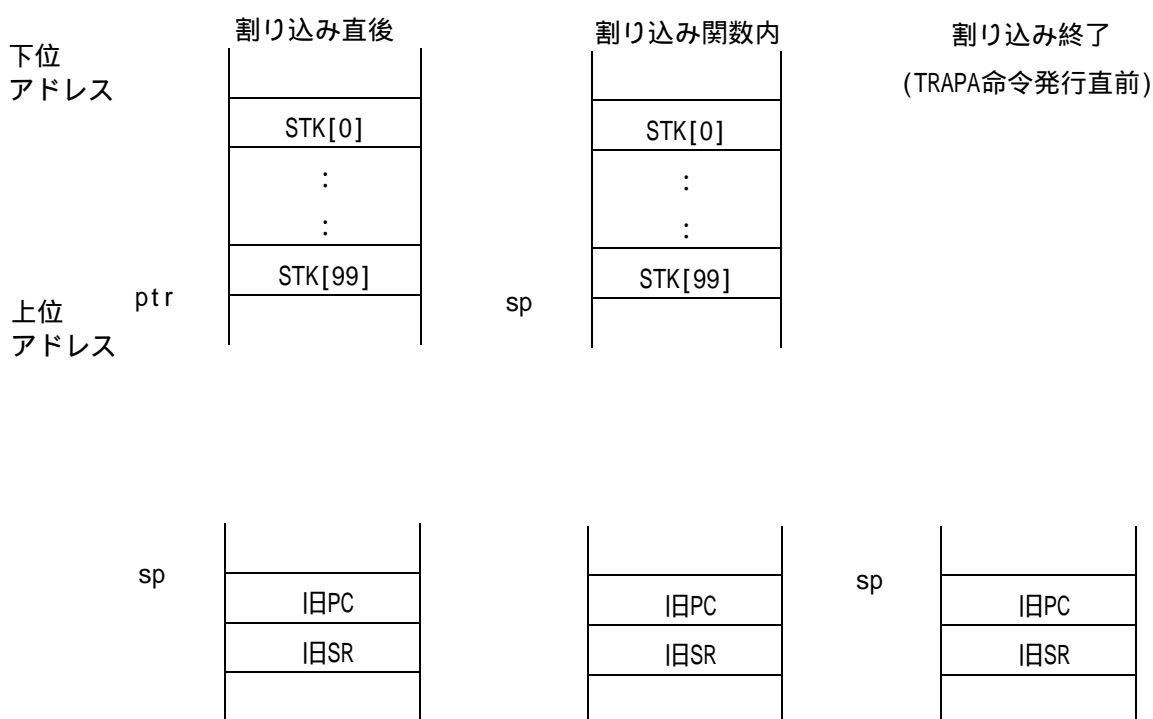 下位
アドレス
割り込み直後
割り込み関数内
割り込み終了
(TRAPA命令発行直前)
STK[0]
:
:
STK[99]
STK[0]
:
:
STK[99]
上位
アドレス
ptr
sp
sp
旧PC
旧SR
旧PC
旧SR
sp
旧PC
旧SR